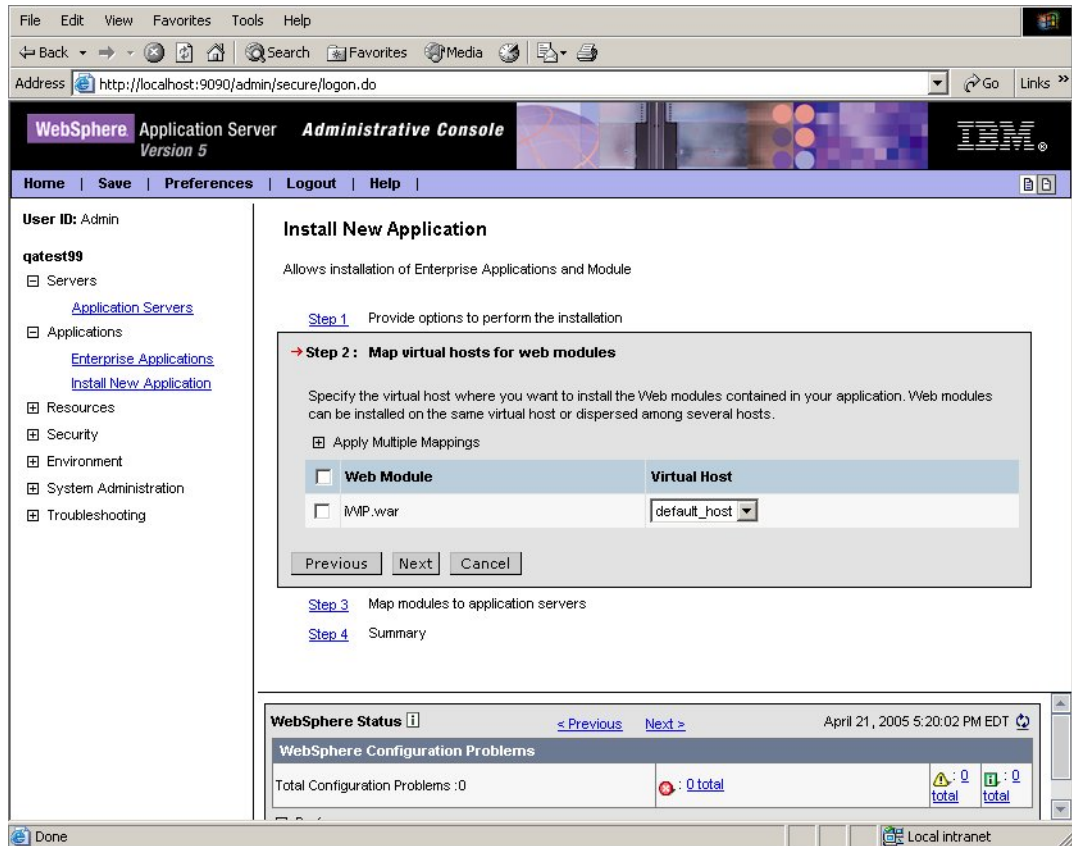 File Edit View Favorites Tools Help
Back Search Favorites Media
Address http://localhost:9090/admin/secure/logon.do Go Links »
WebSphere Application Server Administrative Console
Version 5
IBM®
Home | Save | Preferences | Logout | Help |
User ID: Admin
qatest99
Servers
Application Servers
Applications
Enterprise Applications
Install New Application
Resources
Security
Environment
System Administration
Troubleshooting
Install New Application
Allows installation of Enterprise Applications and Module
Step 1 Provide options to perform the installation
Step 2 : Map virtual hosts for web modules
Specify the virtual host where you want to install the Web modules contained in your application. Web modules
can be installed on the same virtual host or dispersed among several hosts.
Apply Multiple Mappings
Web Module Virtual Host
default_host
Previous Next Cancel
Step 3 Map modules to application servers
Step 4 Summary
WebSphere Status < Previous Next > April 21, 2005 5:20:02 PM EDT
WebSphere Configuration Problems
Total Configuration Problems :0 : 0 total : 0 total : 0 total
Done Local intranet